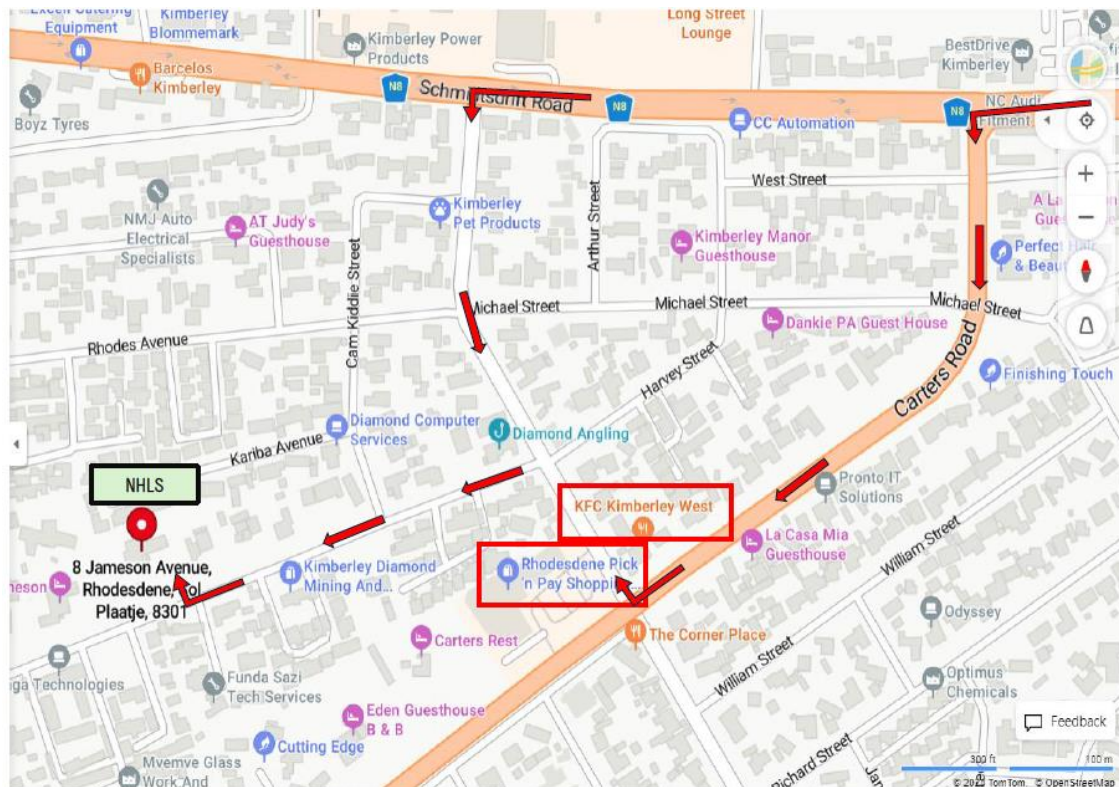 Excell Catering
Equipment
Kimberley
Blommemark
Barcelos
Kimberley
Boyz Tyres
Kimberley Power
Products
Long Street
Lounge
BestDrive
Kimberley
N8
Schmidtsdrift Road
N8
N8
NC Audi
Fitment
CC Automation
West Street
NMJ Auto
Electrical
Specialists
AT Judy's
Guesthouse
Kimberley
Pet Products
Arthur Street
Kimberley Manor
Guesthouse
A La
Perfect Hair
& Beaut
Cam Kiddie Street
Michael Street
Michael Street
Michael Street
Rhodes Avenue
Dankie PA Guest House
Harvey Street
Carters Road
Finishing Touch
Diamond Computer
Services
Diamond Angling
Kariba Avenue
NHLS
Pronto IT
Solutions
KFC Kimberley West
La Casa Mia
Guesthouse
William Street
8 Jameson Avenue,
Rhodesdene, Sol
Plaatje, 8301
meson
Kimberley Diamond
Mining And...
Rhodesdene Pick
'n Pay Shoppi...
Odyssey
Carters Rest
The Corner Place
William Street
nga Technologies
Funda Sazi
Tech Services
Optimus
Chemicals
Eden Guesthouse
B & B
Feedback
Cutting Edge
Richard Street
Mvemve Glass
Work And
300 ft
100 m
TomTom, © OpenStreetMap